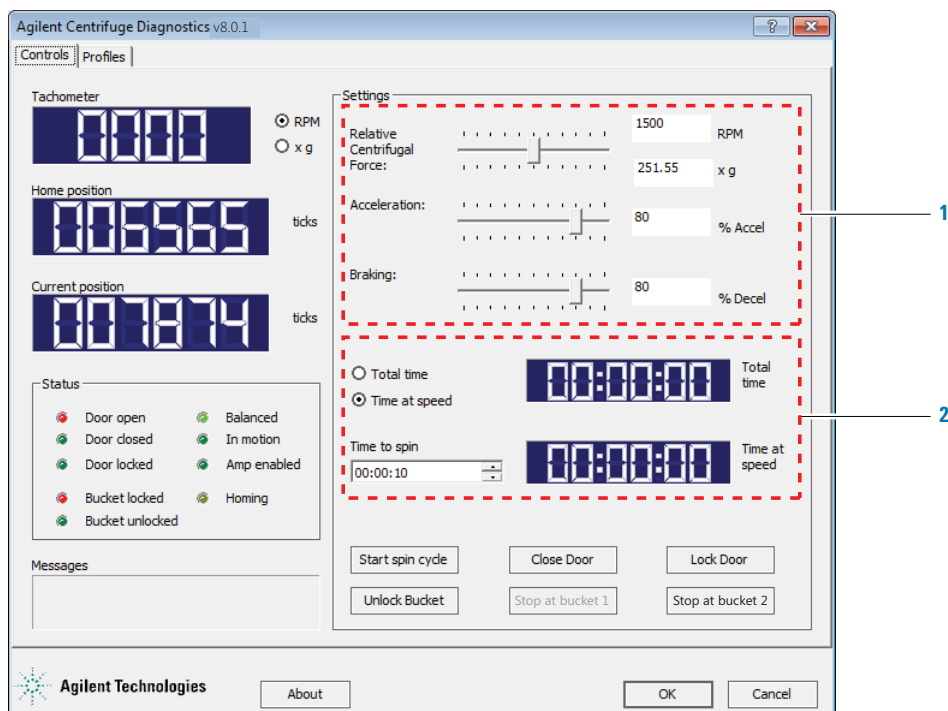 Agilent Centrifuge Diagnostics v8.0.1
?
Controls
Profiles
Tachometer
0000
RPM
x g
Home position
006565
ticks
Current position
007874
ticks
Status
Door open
Balanced
Door closed
In motion
Door locked
Amp enabled
Bucket locked
Homing
Bucket unlocked
Messages
Settings
Relative
Centrifugal
Force:
1500
RPM
251.55
x g
Acceleration:
80
% Accel
Braking:
80
% Decel
1
Total time
Time at speed
00:00:00
Total
time
Time to spin
00:00:10
00:00:00
Time at
speed
2
Start spin cycle
Close Door
Lock Door
Unlock Bucket
Stop at bucket 1
Stop at bucket 2
Agilent Technologies
About
OK
Cancel